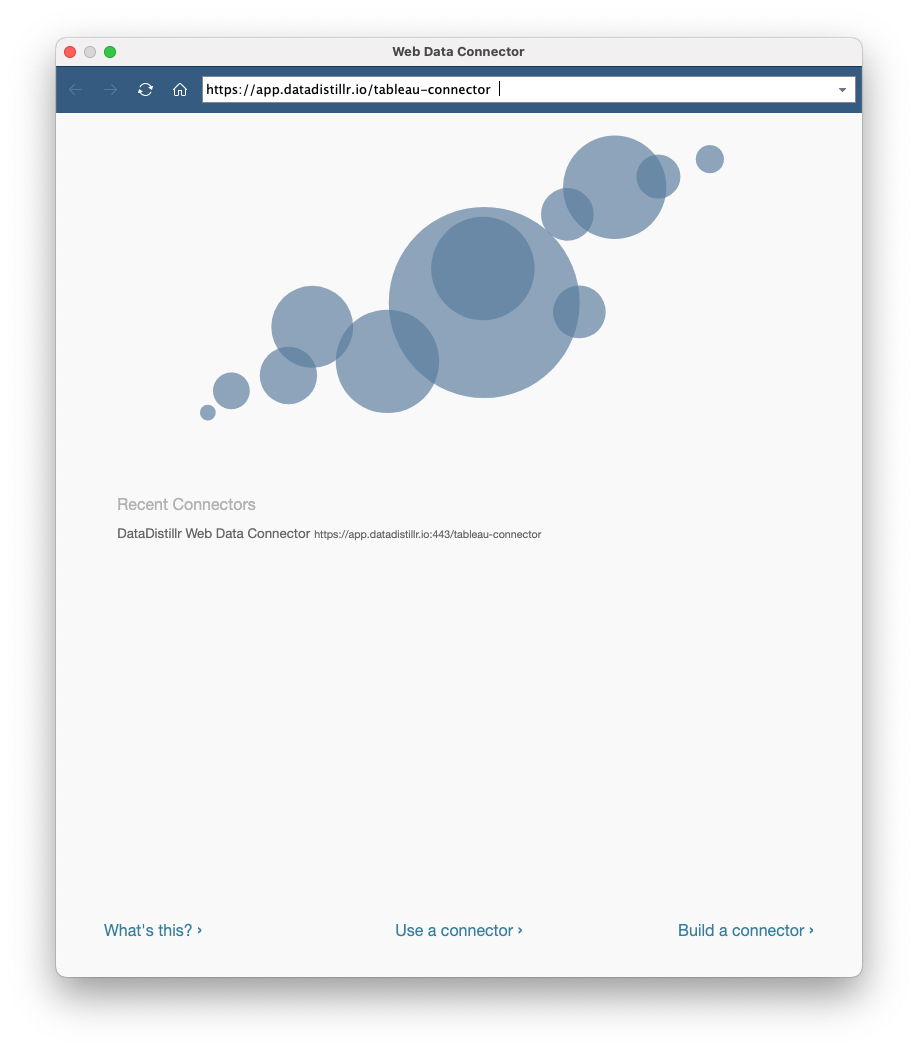 Web Data Connector
https://app.datadistillr.io/tableau-connector
Recent Connectors
DataDistillr Web Data Connector https://app.datadistillr.io:443/tableau-connector
What's this? ›
Use a connector ›
Build a connector ›